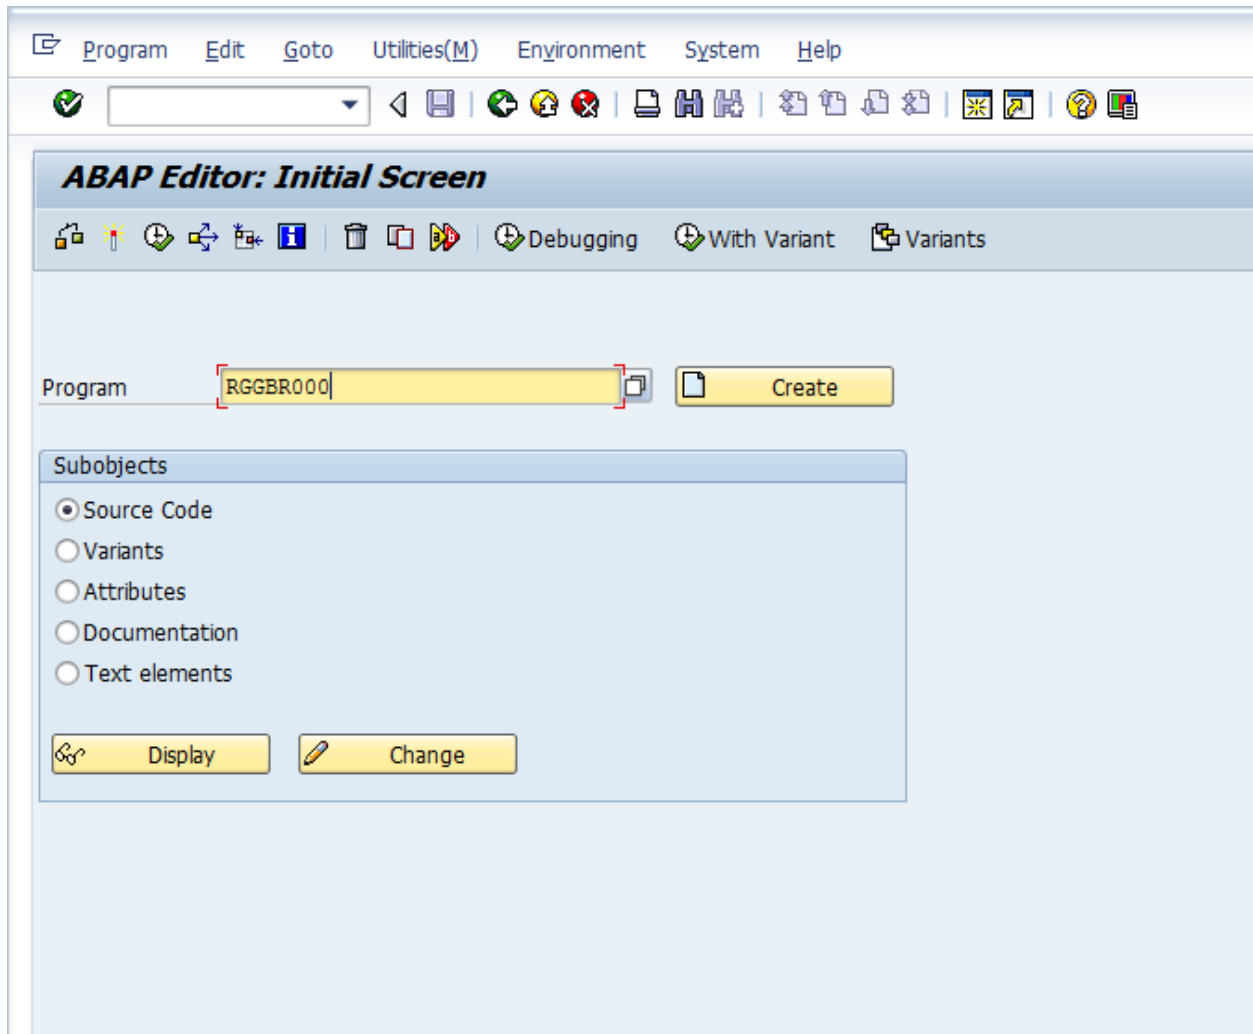 Program Edit Goto Utilities(M) Environment System Help
ABAP Editor: Initial Screen
Debugging With Variant Variants
Program RGGBR000 Create
Subobjects
Source Code
Variants
Attributes
Documentation
Text elements
Display Change